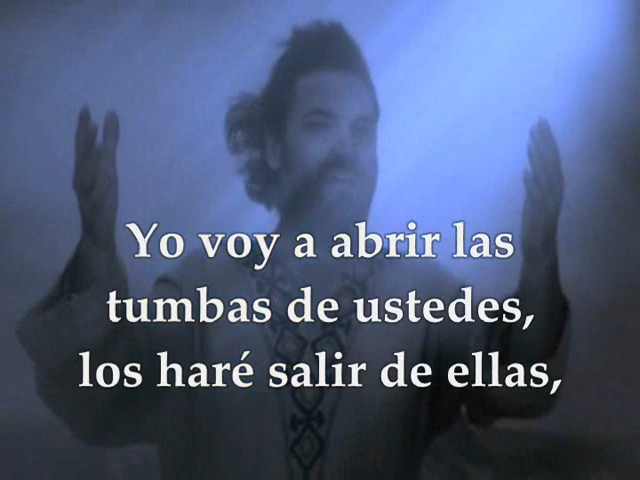 Yo voy a abrir las
tumbas de ustedes,
los haré salir de ellas,